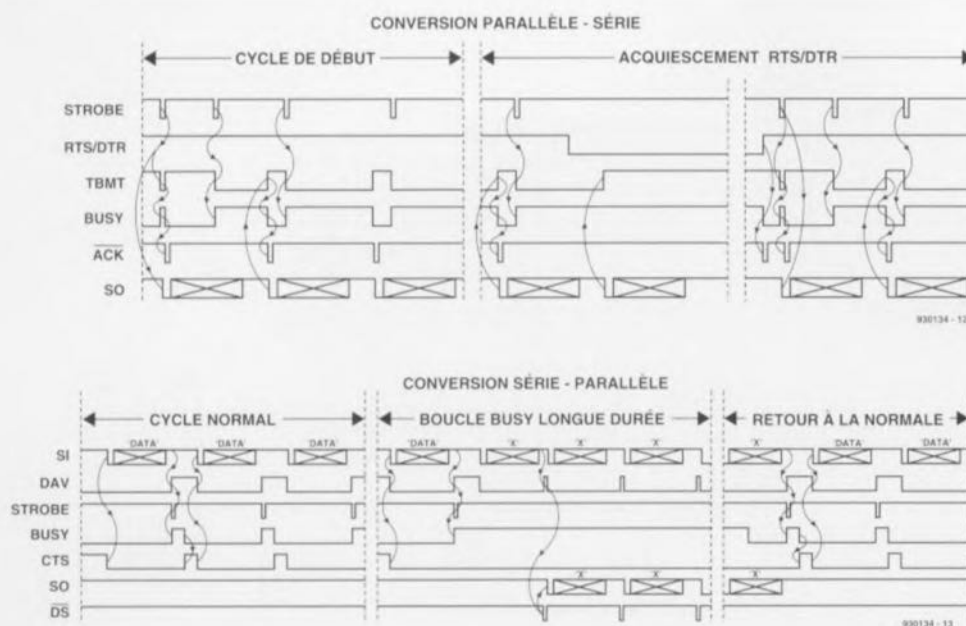 CONVERSION PARALLÈLE - SÉRIE
CYCLE DE DÉBUT
ACQUIESCEMENT RTS/DTR
STROBE
RTS/DTR
TBMT
BUSY
ACK
SO
930134 - 12
CONVERSION SÉRIE - PARALLÈLE
CYCLE NORMAL
BOUCLE BUSY LONGUE DURÉE
RETOUR À LA NORMALE
'DATA' 'DATA' 'DATA' 'DATA' 'X' 'X' 'X' 'X' 'DATA' 'DATA'
SI
DAV
STROBE
BUSY
CTS
'X' 'X' 'X'
SO
DS
930134 - 13